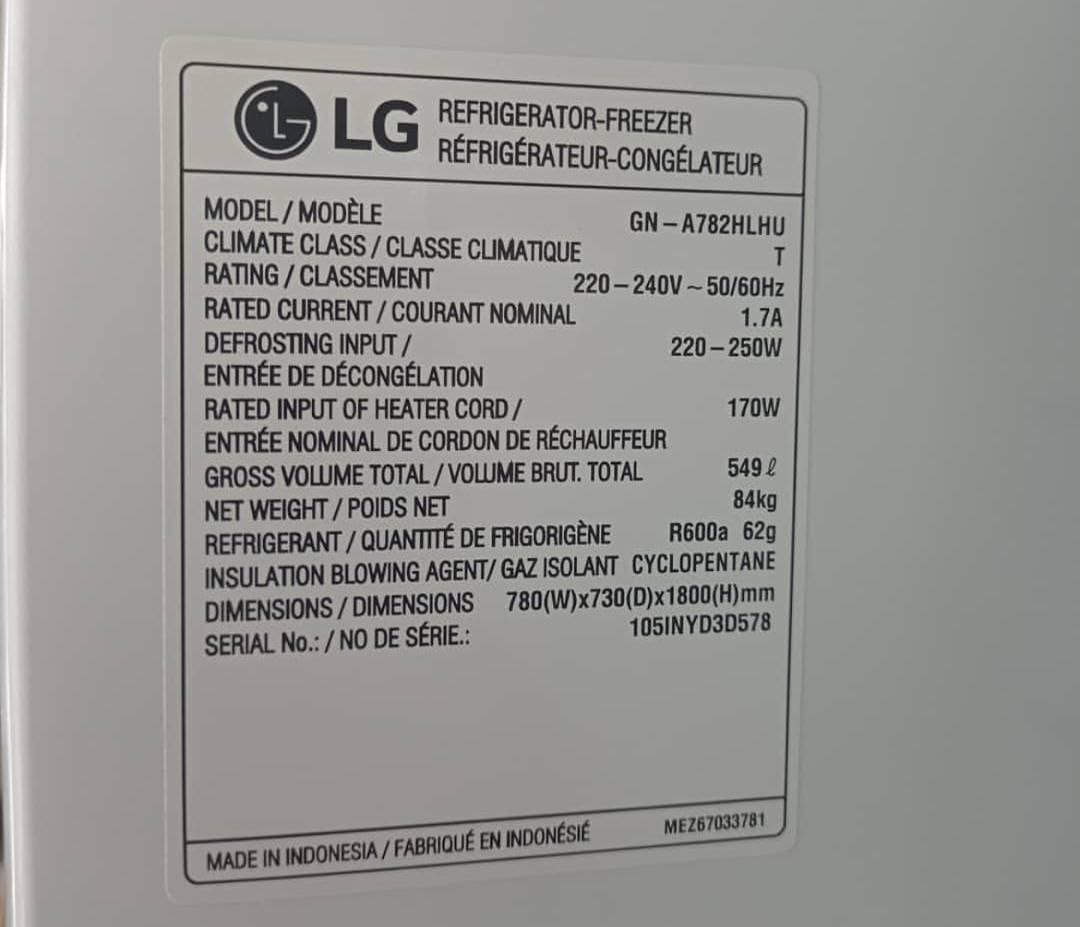 LG REFRIGERATOR-FREEZER
RÉFRIGÉRATEUR-CONGÉLATEUR
MODEL / MODÈLE GN-A782HLHU
CLIMATE CLASS / CLASSE CLIMATIQUE T
RATING / CLASSEMENT 220-240V ~ 50/60Hz
RATED CURRENT / COURANT NOMINAL 1.7A
DEFROSTING INPUT / 220-250W
ENTRÉE DE DÉCONGÉLATION
RATED INPUT OF HEATER CORD / 170W
ENTRÉE NOMINAL DE CORDON DE RÉCHAUFFEUR
GROSS VOLUME TOTAL / VOLUME BRUT. TOTAL 549 ℓ
NET WEIGHT / POIDS NET 84kg
REFRIGERANT / QUANTITÉ DE FRIGORIGÈNE R600a 62g
INSULATION BLOWING AGENT/ GAZ ISOLANT CYCLOPENTANE
DIMENSIONS / DIMENSIONS 780(W)x730(D)x1800(H)mm
SERIAL No.: / NO DE SÉRIE.: 105INYD3D578
MADE IN INDONESIA / FABRIQUÉ EN INDONÉSIÉ MEZ67033781